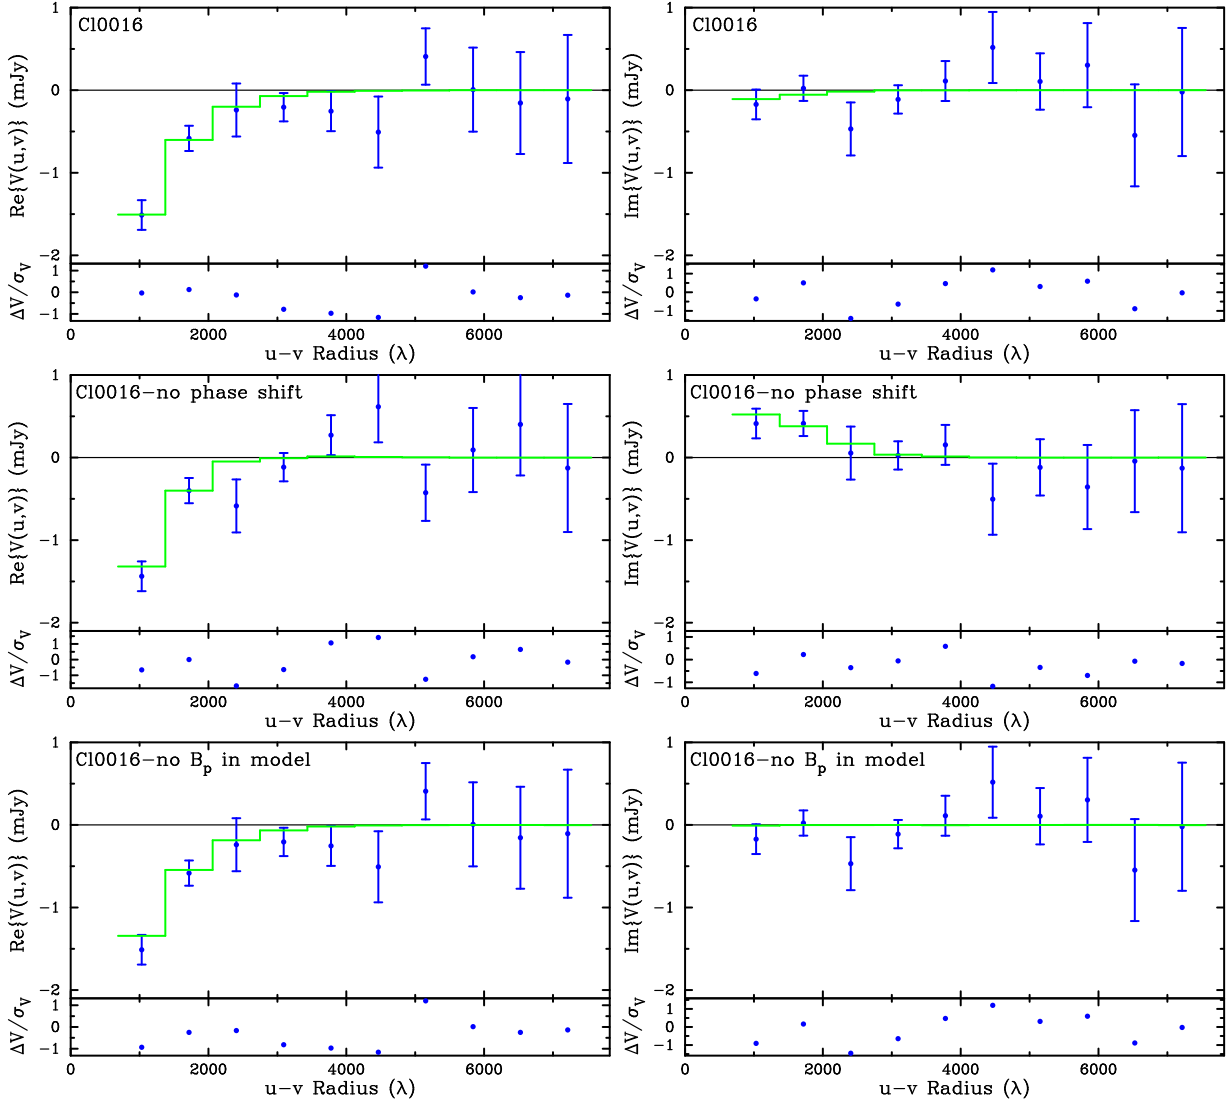 Cl0016
Re{V(u,v)} (mJy)
1
0
−1
−2
ΔV/σV
1
0
−1
0 2000 4000 6000
u−v Radius (λ)
Cl0016
Im{V(u,v)} (mJy)
1
0
−1
−2
ΔV/σV
1
0
−1
0 2000 4000 6000
u−v Radius (λ)
Cl0016−no phase shift
Re{V(u,v)} (mJy)
1
0
−1
−2
ΔV/σV
1
0
−1
0 2000 4000 6000
u−v Radius (λ)
Cl0016−no phase shift
Im{V(u,v)} (mJy)
1
0
−1
−2
ΔV/σV
1
0
−1
0 2000 4000 6000
u−v Radius (λ)
Cl0016−no Bp in model
Re{V(u,v)} (mJy)
1
0
−1
−2
ΔV/σV
1
0
−1
0 2000 4000 6000
u−v Radius (λ)
Cl0016−no Bp in model
Im{V(u,v)} (mJy)
1
0
−1
−2
ΔV/σV
1
0
−1
0 2000 4000 6000
u−v Radius (λ)